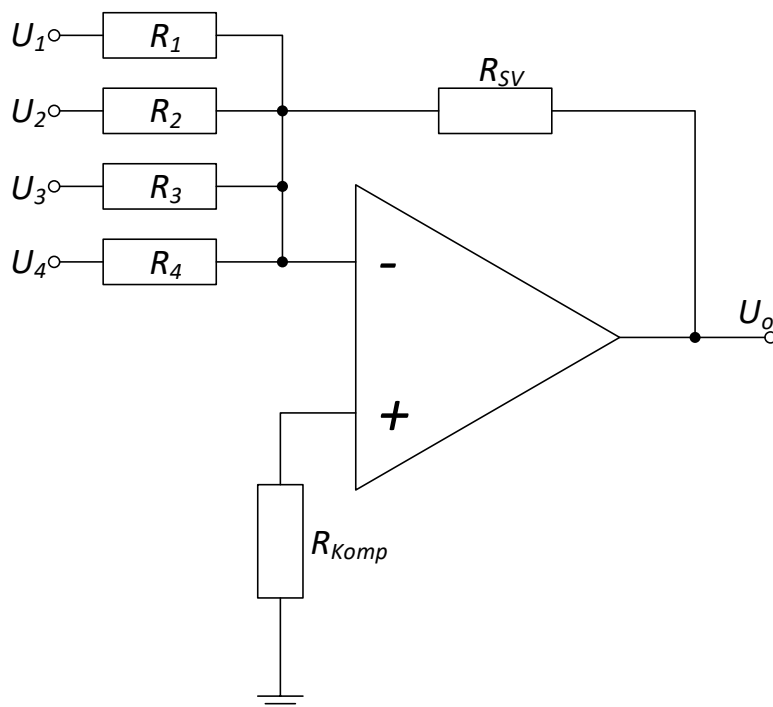 U1 R1
RSV
U2 R2
U3 R3
U4 R4
-
Uo
+
RKomp